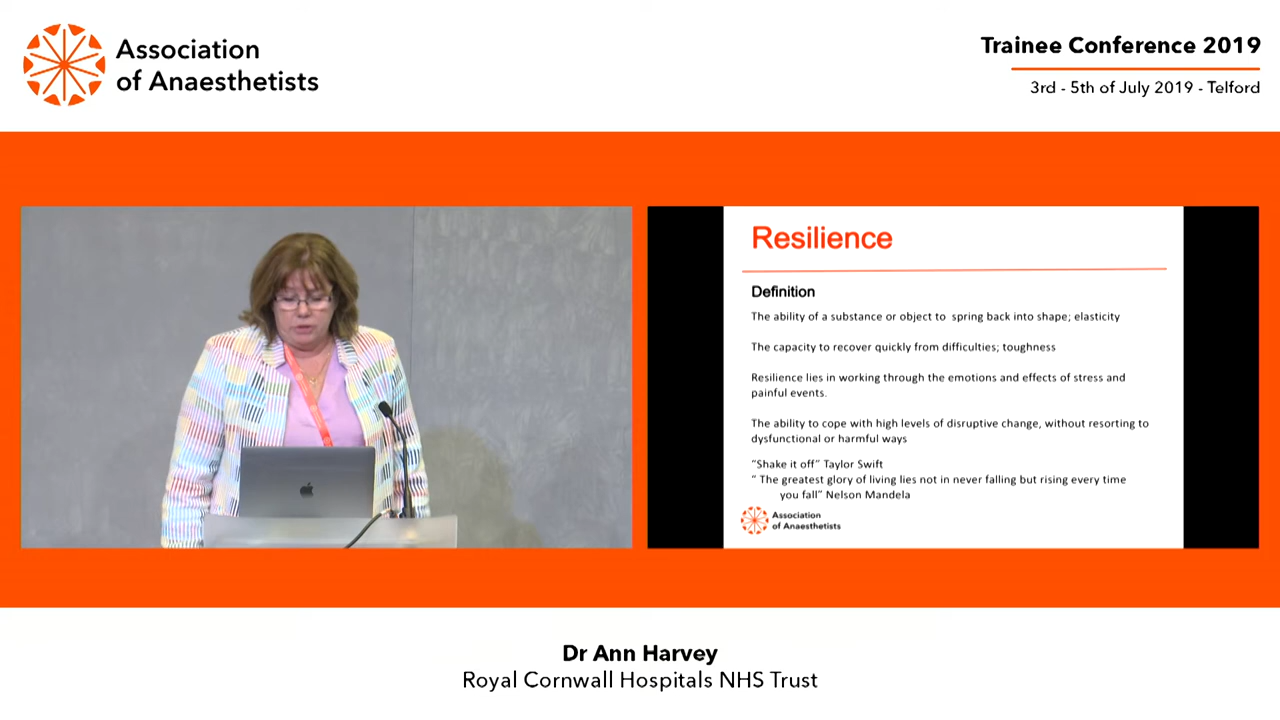 Association
of Anaesthetists
Trainee Conference 2019
3rd - 5th of July 2019 - Telford
Resilience
Definition
The ability of a substance or object to spring back into shape; elasticity
The capacity to recover quickly from difficulties; toughness
Resilience lies in working through the emotions and effects of stress and
painful events.
The ability to cope with high levels of disruptive change, without resorting to
dysfunctional or harmful ways
“Shake it off” Taylor Swift
“ The greatest glory of living lies not in never falling but rising every time
you fall” Nelson Mandela
Association
of Anaesthetists
Dr Ann Harvey
Royal Cornwall Hospitals NHS Trust